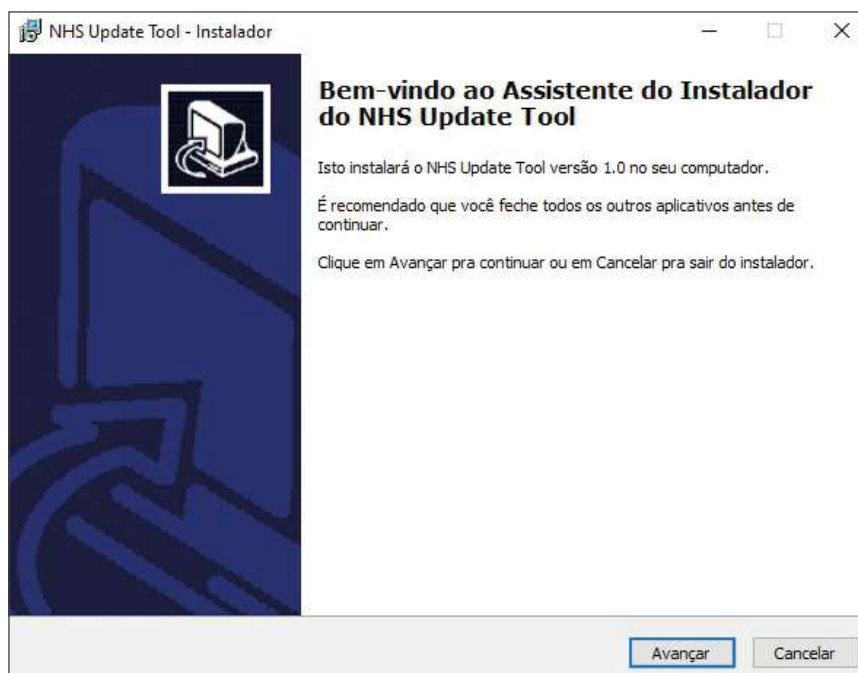 NHS Update Tool - Instalador
Bem-vindo ao Assistente do Instalador
do NHS Update Tool
Isto instalará o NHS Update Tool versão 1.0 no seu computador.
É recomendado que você feche todos os outros aplicativos antes de
continuar.
Clique em Avançar pra continuar ou em Cancelar pra sair do instalador.
Avançar
Cancelar